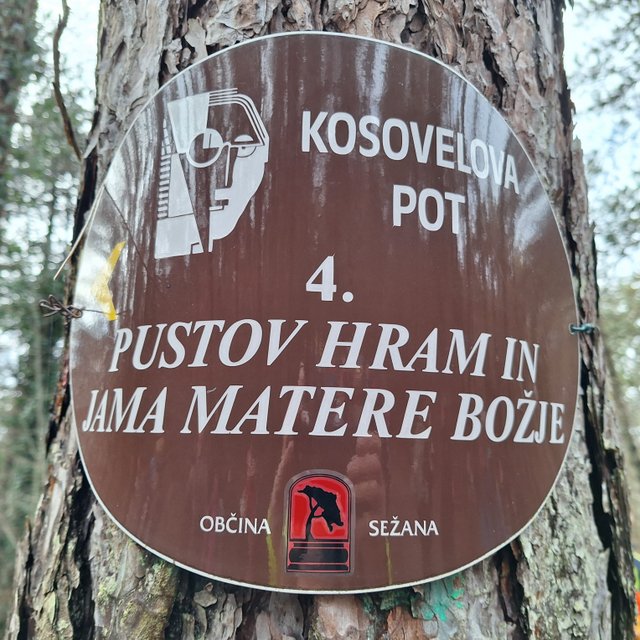 KOSOVELOVA
POT
4.
PUSTOV HRAM IN
JAMA MATERE BOŽJE
OBČINA SEŽANA